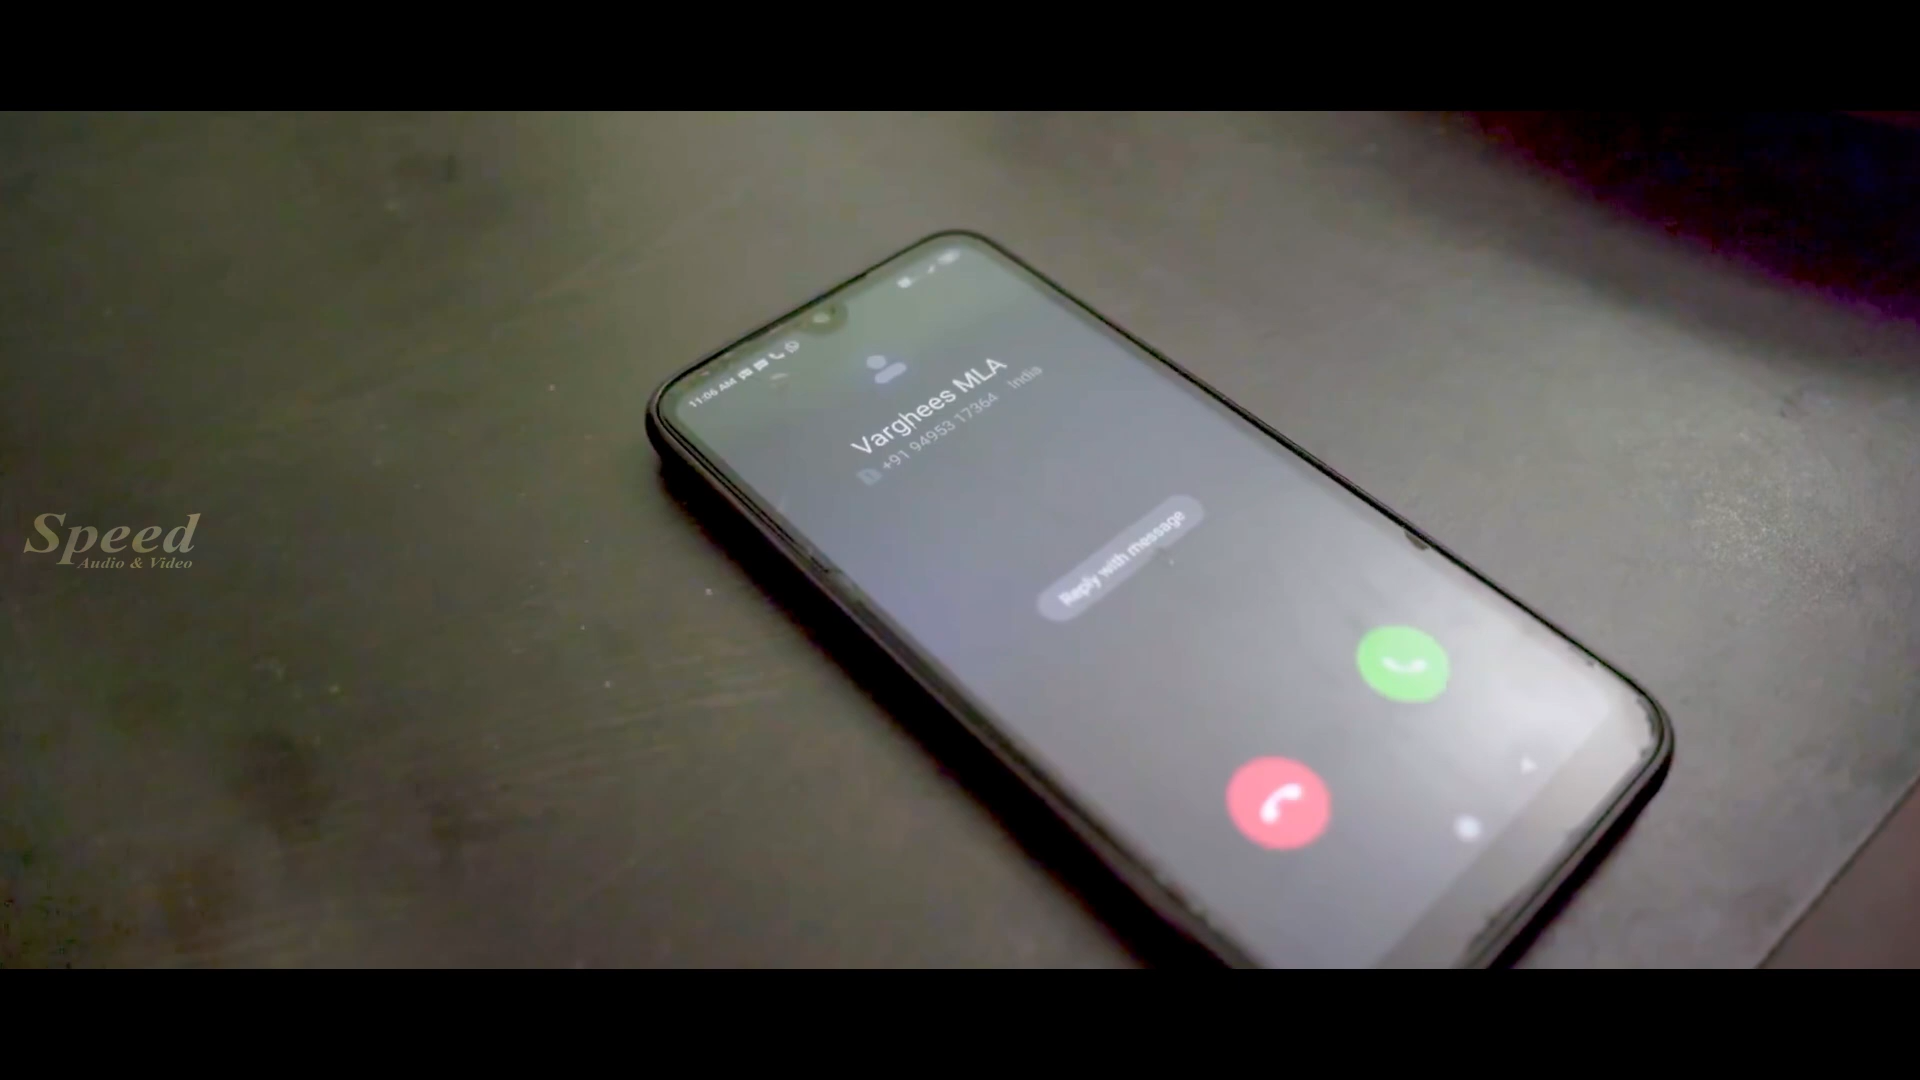 11:06 AM
Varghees MLA
+91 94953 17364 India
Reply with message
Speed
Audio & Video